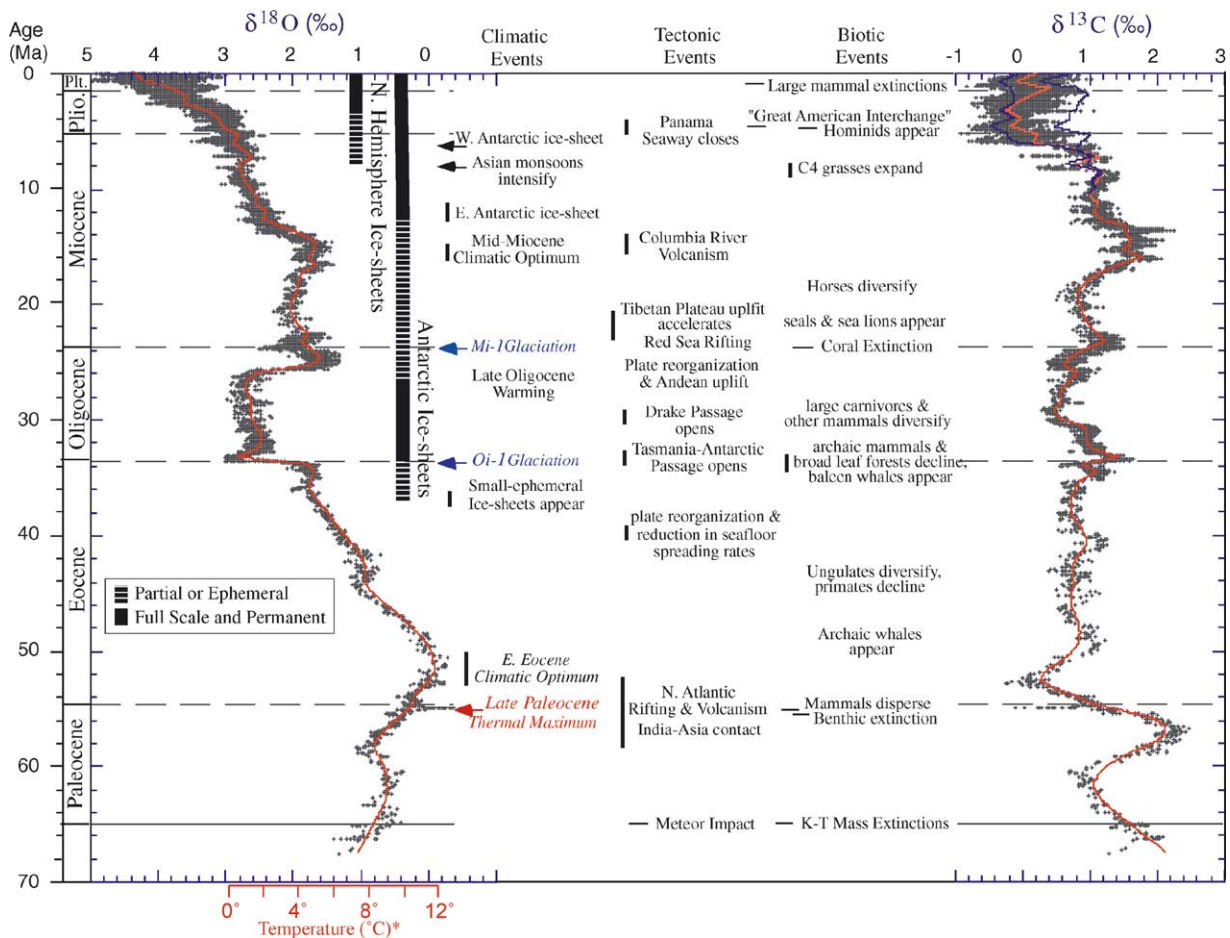 Age
(Ma)
δ18O (‰)
5 4 3 2 1 0
Climatic
Events
Tectonic
Events
Biotic
Events
δ13C (‰)
-1 0 1 2 3
0
10
20
30
40
50
60
70
Plt.
Plio.
Miocene
Oligocene
Eocene
Paleocene
N. Hemisphere Ice-sheets
Antarctic Ice-sheets
Partial or Ephemeral
Full Scale and Permanent
W. Antarctic ice-sheet
Asian monsoons
intensify
E. Antarctic ice-sheet
Mid-Miocene
Climatic Optimum
Mi-1Glaciation
Late Oligocene
Warming
Oi-1Glaciation
Small-ephemeral
Ice-sheets appear
E. Eocene
Climatic Optimum
Late Paleocene
Thermal Maximum
Panama
Seaway closes
Columbia River
Volcanism
Tibetan Plateau uplfit
accelerates
Red Sea Rifting
Plate reorganization
& Andean uplift
Drake Passage
opens
Tasmania-Antarctic
Passage opens
plate reorganization &
reduction in seafloor
spreading rates
N. Atlantic
Rifting & Volcanism
India-Asia contact
Meteor Impact
Large mammal extinctions
"Great American Interchange"
Hominids appear
C4 grasses expand
Horses diversify
seals & sea lions appear
Coral Extinction
large carnivores &
other mammals diversify
archaic mammals &
broad leaf forests decline,
baleen whales appear
Ungulates diversify,
primates decline
Archaic whales
appear
Mammals disperse
Benthic extinction
K-T Mass Extinctions
0° 4° 8° 12°
Temperature (°C)*